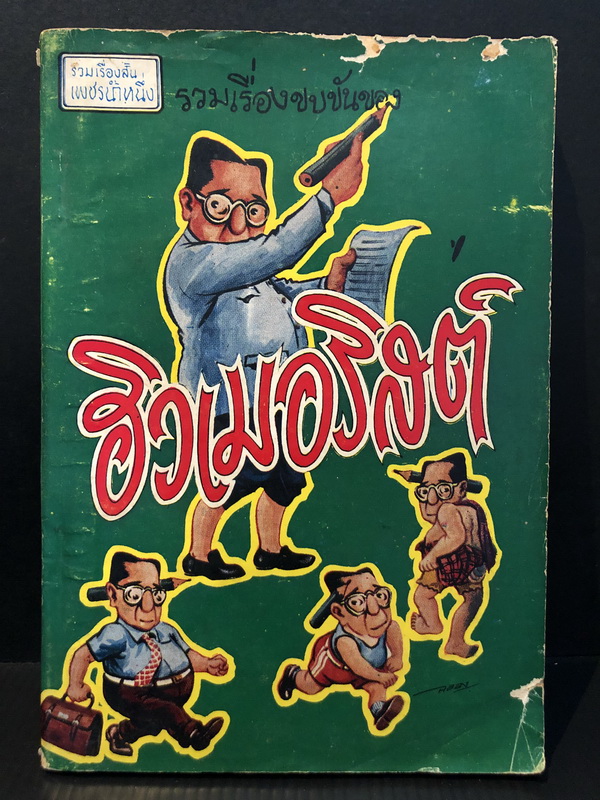 รวมเรื่องสั้น
เพชรน้ำหนึ่ง
รวมเรื่องขบขันของ
ฮิวเมอริสต์